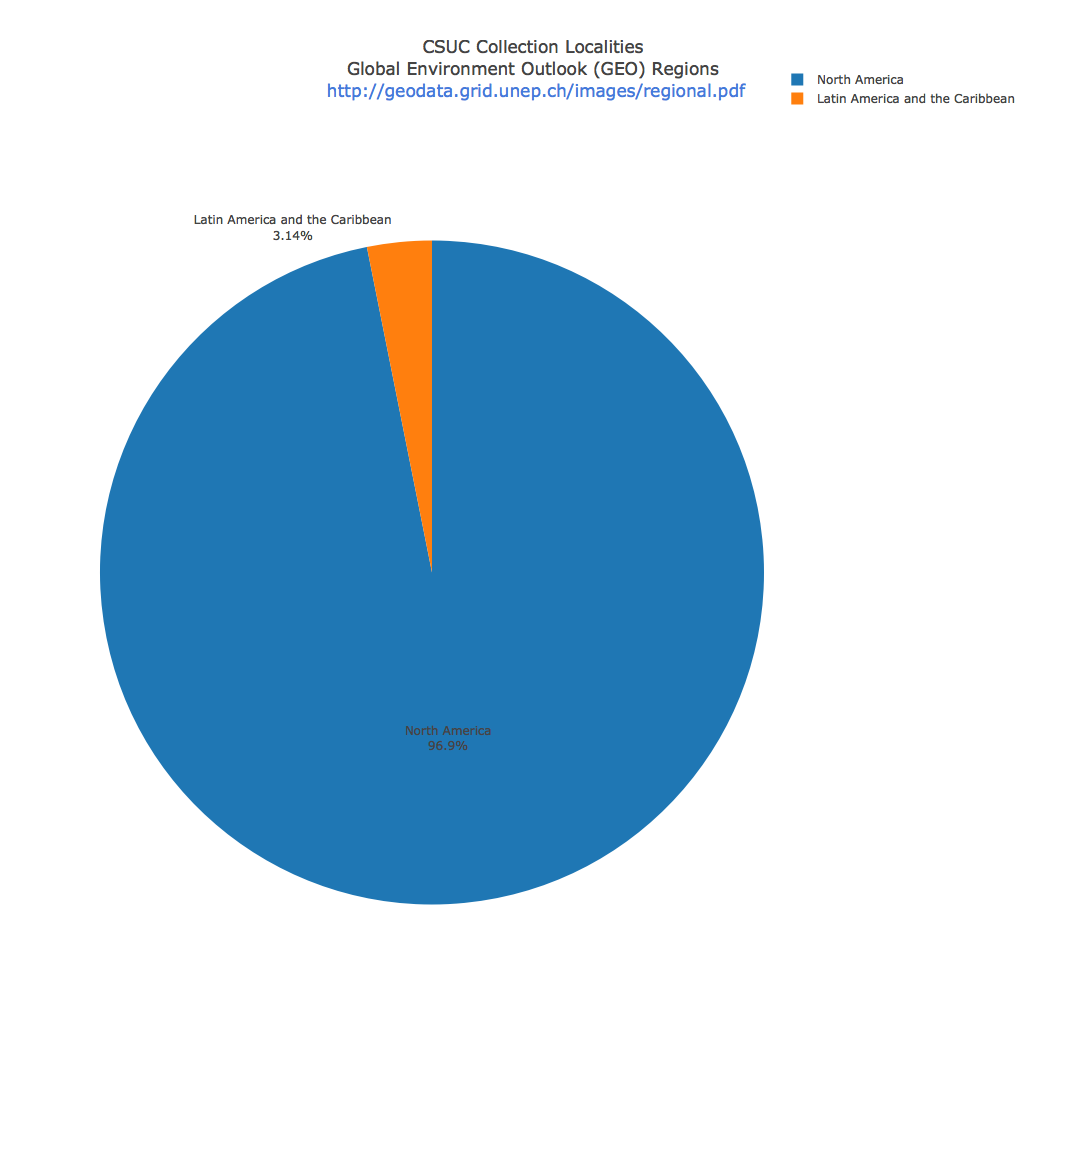 CSUC Collection Localities
Global Environment Outlook (GEO) Regions
http://geodata.grid.unep.ch/images/regional.pdf
North America
Latin America and the Caribbean
Latin America and the Caribbean
3.14%
North America
96.9%